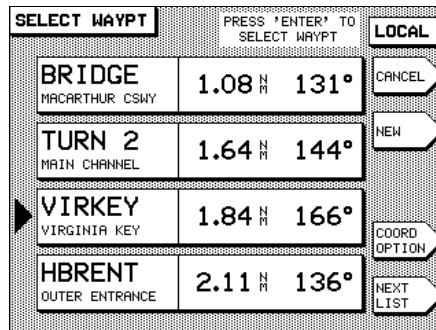 SELECT WAYPT
PRESS 'ENTER' TO
SELECT WAYPT
LOCAL
BRIDGE
MACARTHUR CSWY
1.08 NM 131°
CANCEL
TURN 2
MAIN CHANNEL
1.64 NM 144°
NEW
VIRKEY
VIRGINIA KEY
1.84 NM 166°
COORD
OPTION
HBRENT
OUTER ENTRANCE
2.11 NM 136°
NEXT
LIST